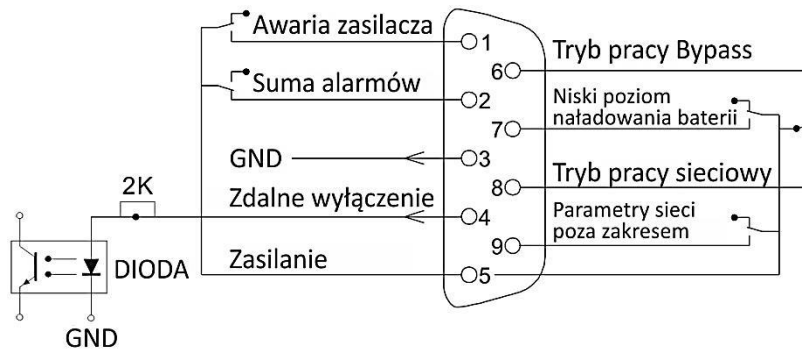 Awaria zasilacza
1
Tryb pracy Bypass
6
Suma alarmów
2
Niski poziom
naładowania baterii
7
GND
3
Tryb pracy sieciowy
8
2K
Zdalne wyłączenie
4
Parametry sieci
poza zakresem
9
DIODA
Zasilanie
5
GND